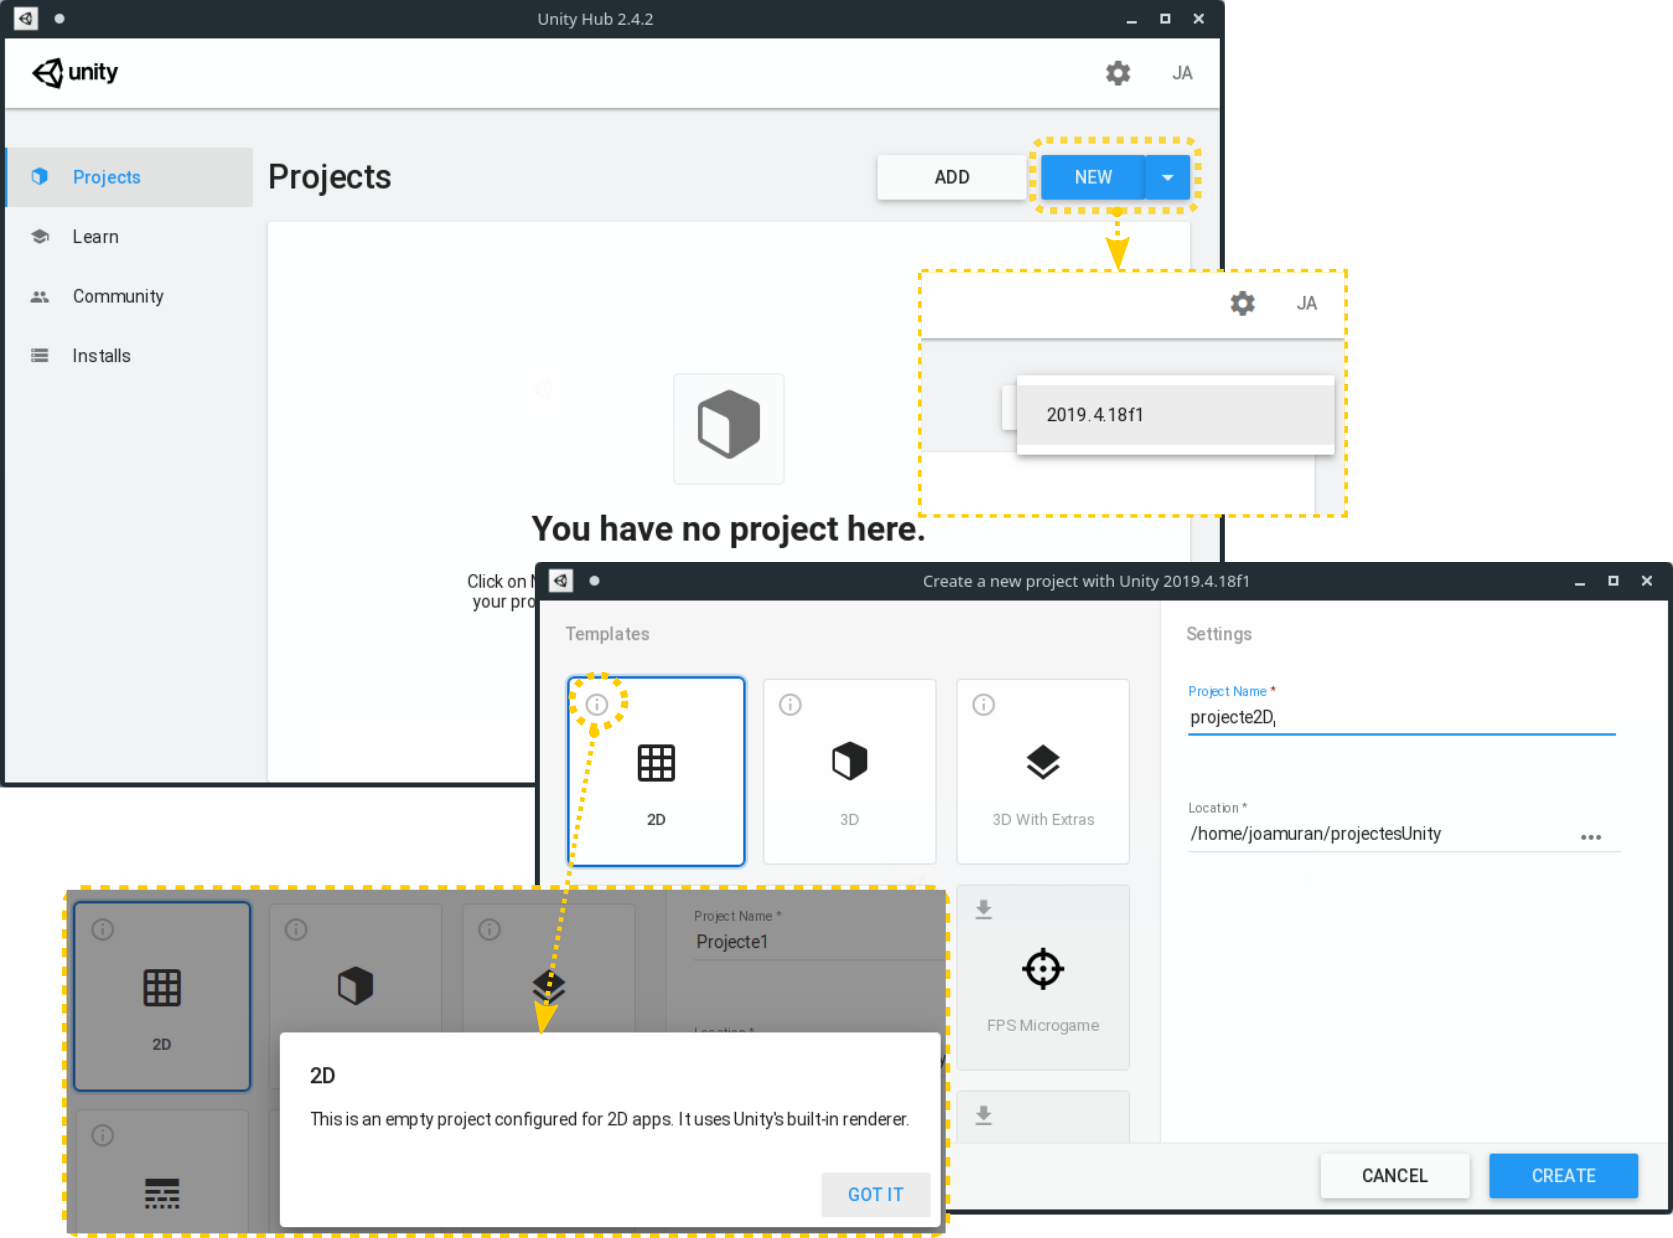 Unity Hub 2.4.2
unity
JA
Projects
Learn
Community
Installs
Projects
ADD
NEW
JA
2019.4.18f1
You have no project here.
Click on
your pro
Create a new project with Unity 2019.4.18f1
Templates
2D
3D
3D With Extras
FPS Microgame
Settings
Project Name *
projecte2D
Location *
/home/joamuran/projectesUnity
CANCEL
CREATE
2D
Project Name *
Projecte1
Location *
2D
This is an empty project configured for 2D apps. It uses Unity's built-in renderer.
GOT IT